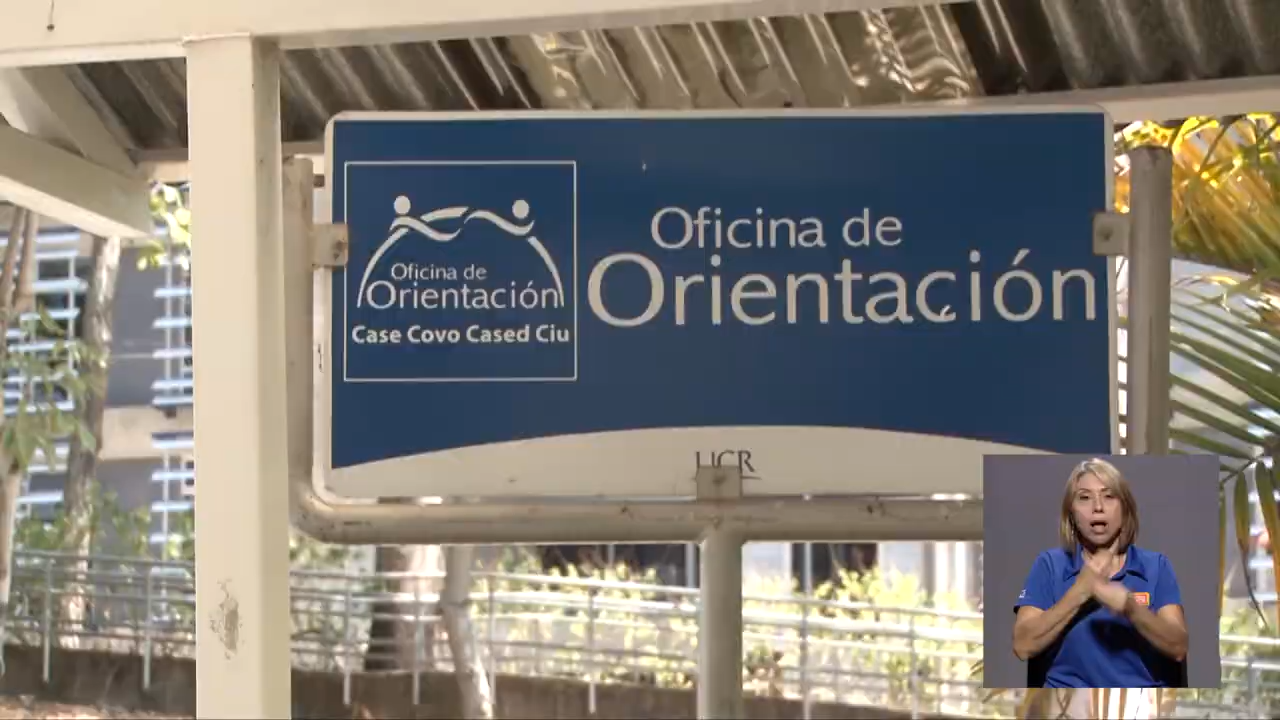 Oficina de
Orientación
Case Covo Cased Ciu
Oficina de
Orientación
UCR